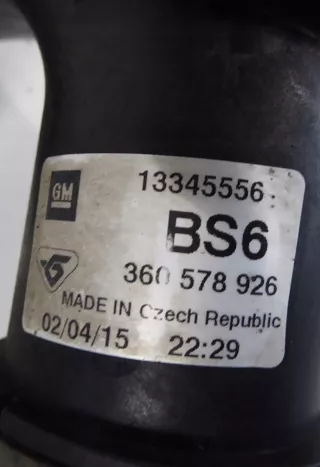 GM
13345556
BS6
360 578 926
MADE IN Czech Republic
02/04/15 22:29